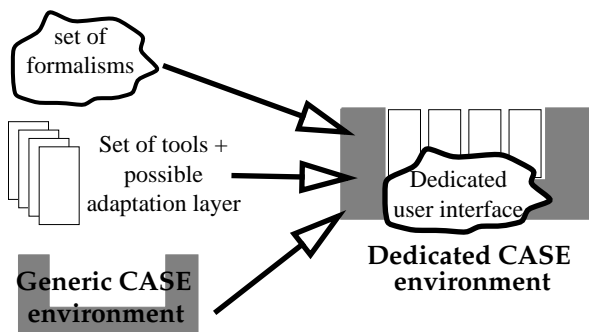 set of
formalisms
Set of tools +
possible
adaptation layer
Generic CASE
environment
Dedicated
user interface
Dedicated CASE
environment